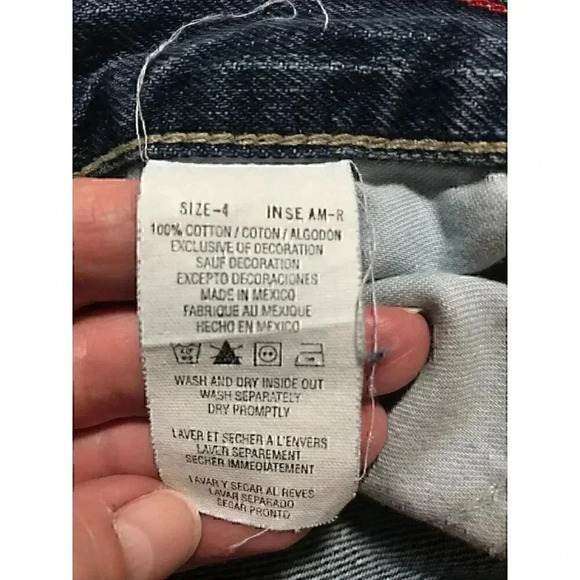 SIZE-4 INSEAM-R
100% COTTON / COTON / ALGODON
EXCLUSIVE OF DECORATION
SAUF DECORATION
EXCEPTO DECORACIONES
MADE IN MEXICO
FABRIQUE AU MEXIQUE
HECHO EN MEXICO
WASH AND DRY INSIDE OUT
WASH SEPARATELY
DRY PROMPTLY
LAVER ET SECHER A L'ENVERS
LAVER SEPAREMENT
SECHER IMMEDIATEMENT
LAVAR Y SECAR AL REVES
LAVAR SEPARADO
SECAR PRONTO